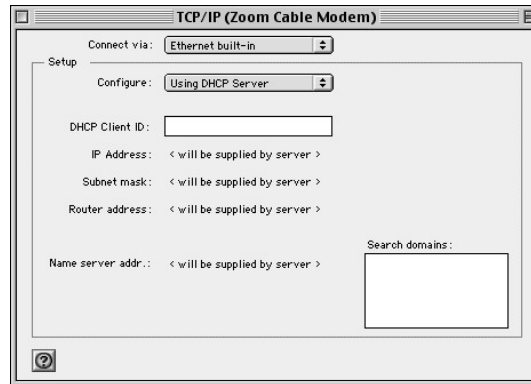 TCP/IP (Zoom Cable Modem)
Connect via: Ethernet built-in
Setup
Configure: Using DHCP Server
DHCP Client ID:
IP Address: < will be supplied by server >
Subnet mask: < will be supplied by server >
Router address: < will be supplied by server >
Search domains:
Name server addr.: < will be supplied by server >
?